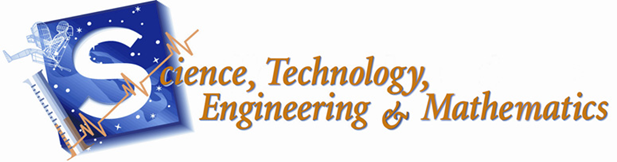 Science, Technology,
Engineering & Mathematics